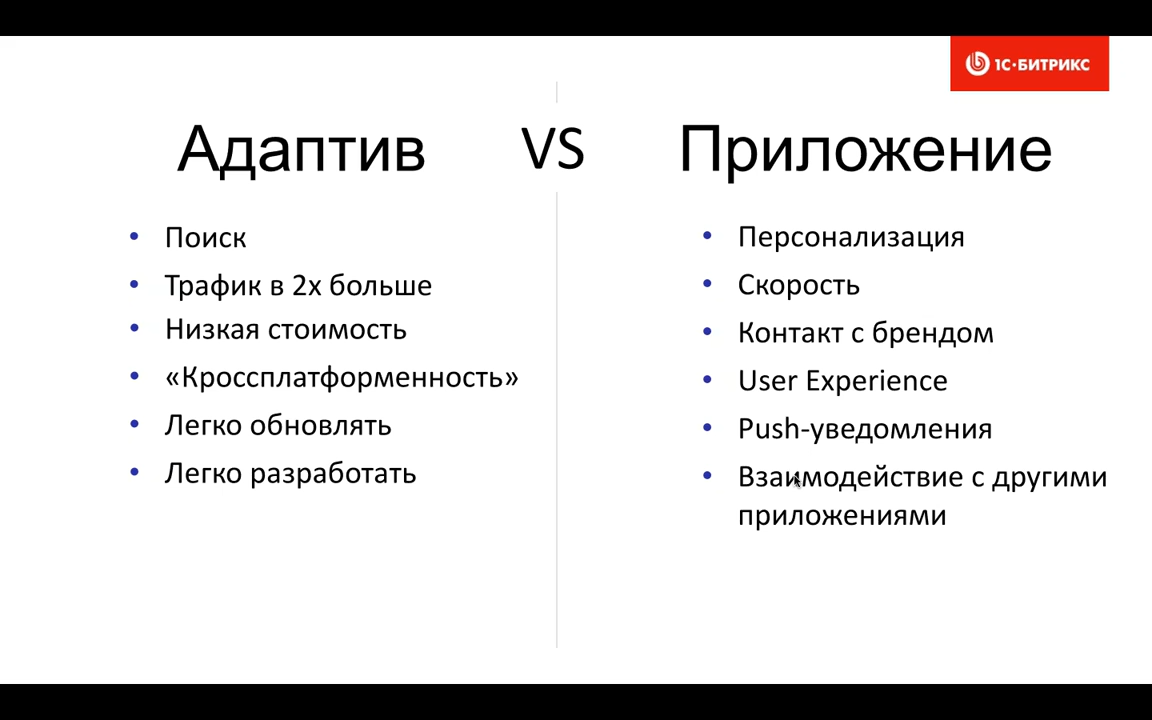 1С·БИТРИКС
Адаптив
VS
Приложение
• Поиск
• Трафик в 2х больше
• Низкая стоимость
• «Кроссплатформенность»
• Легко обновлять
• Легко разработать
• Персонализация
• Скорость
• Контакт с брендом
• User Experience
• Push-уведомления
• Взаимодействие с другими
приложениями